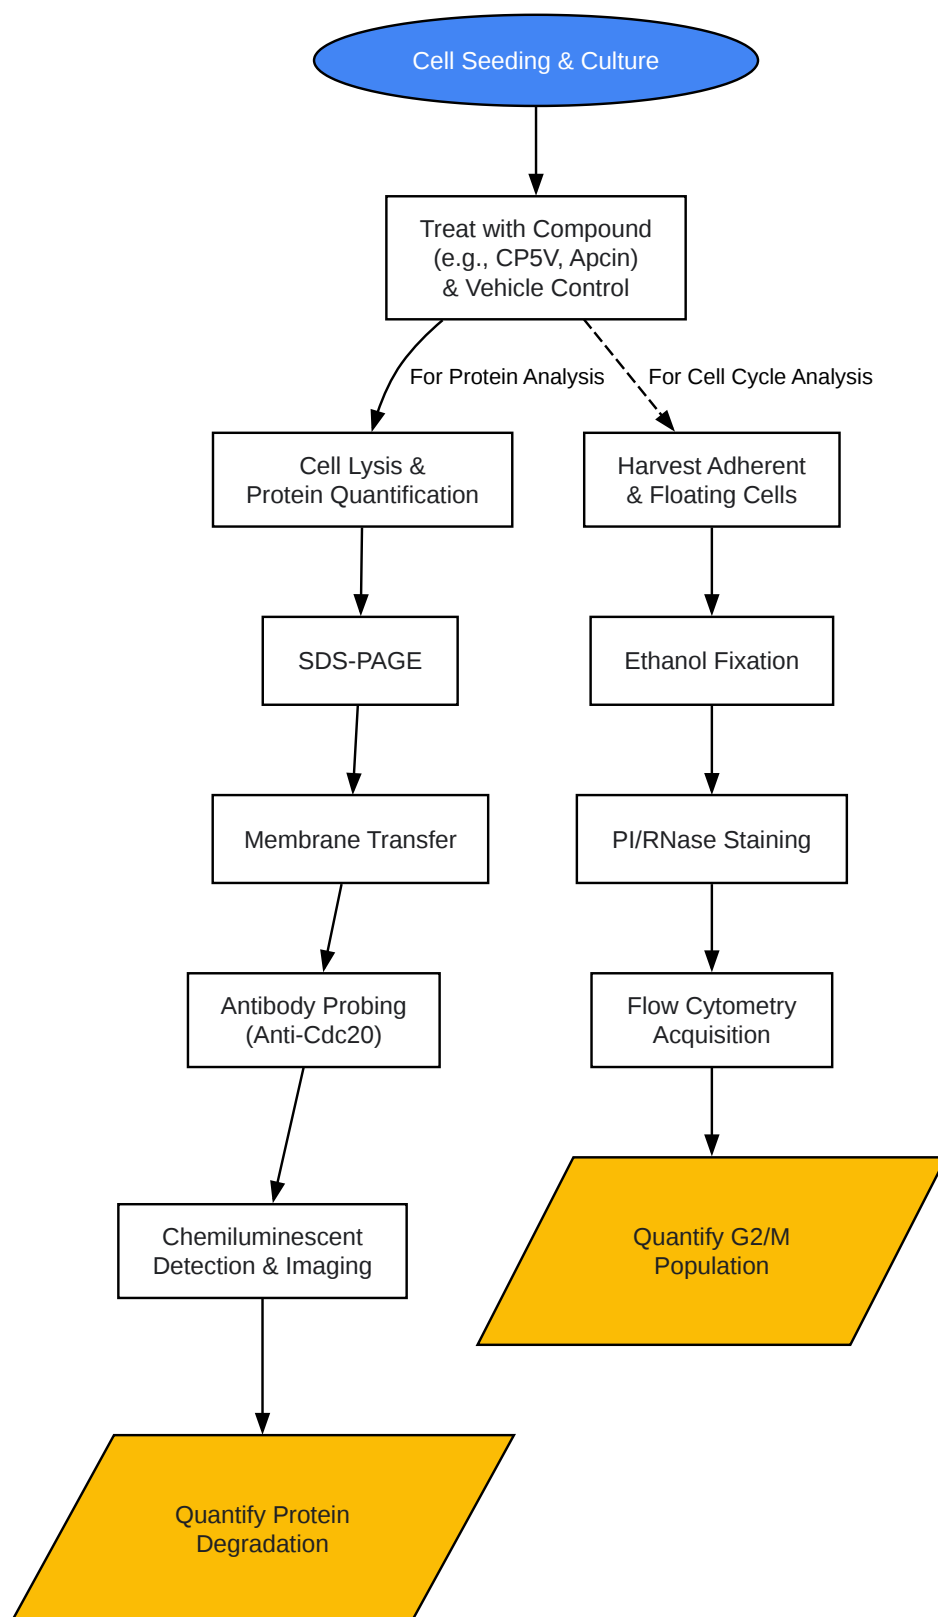 Cell Seeding & Culture
Treat with Compound
(e.g., CP5V, Apcin)
& Vehicle Control
For Protein Analysis
For Cell Cycle Analysis
Cell Lysis &
Protein Quantification
Harvest Adherent
& Floating Cells
SDS-PAGE
Ethanol Fixation
Membrane Transfer
PI/RNase Staining
Antibody Probing
(Anti-Cdc20)
Flow Cytometry
Acquisition
Chemiluminescent
Detection & Imaging
Quantify G2/M
Population
Quantify Protein
Degradation